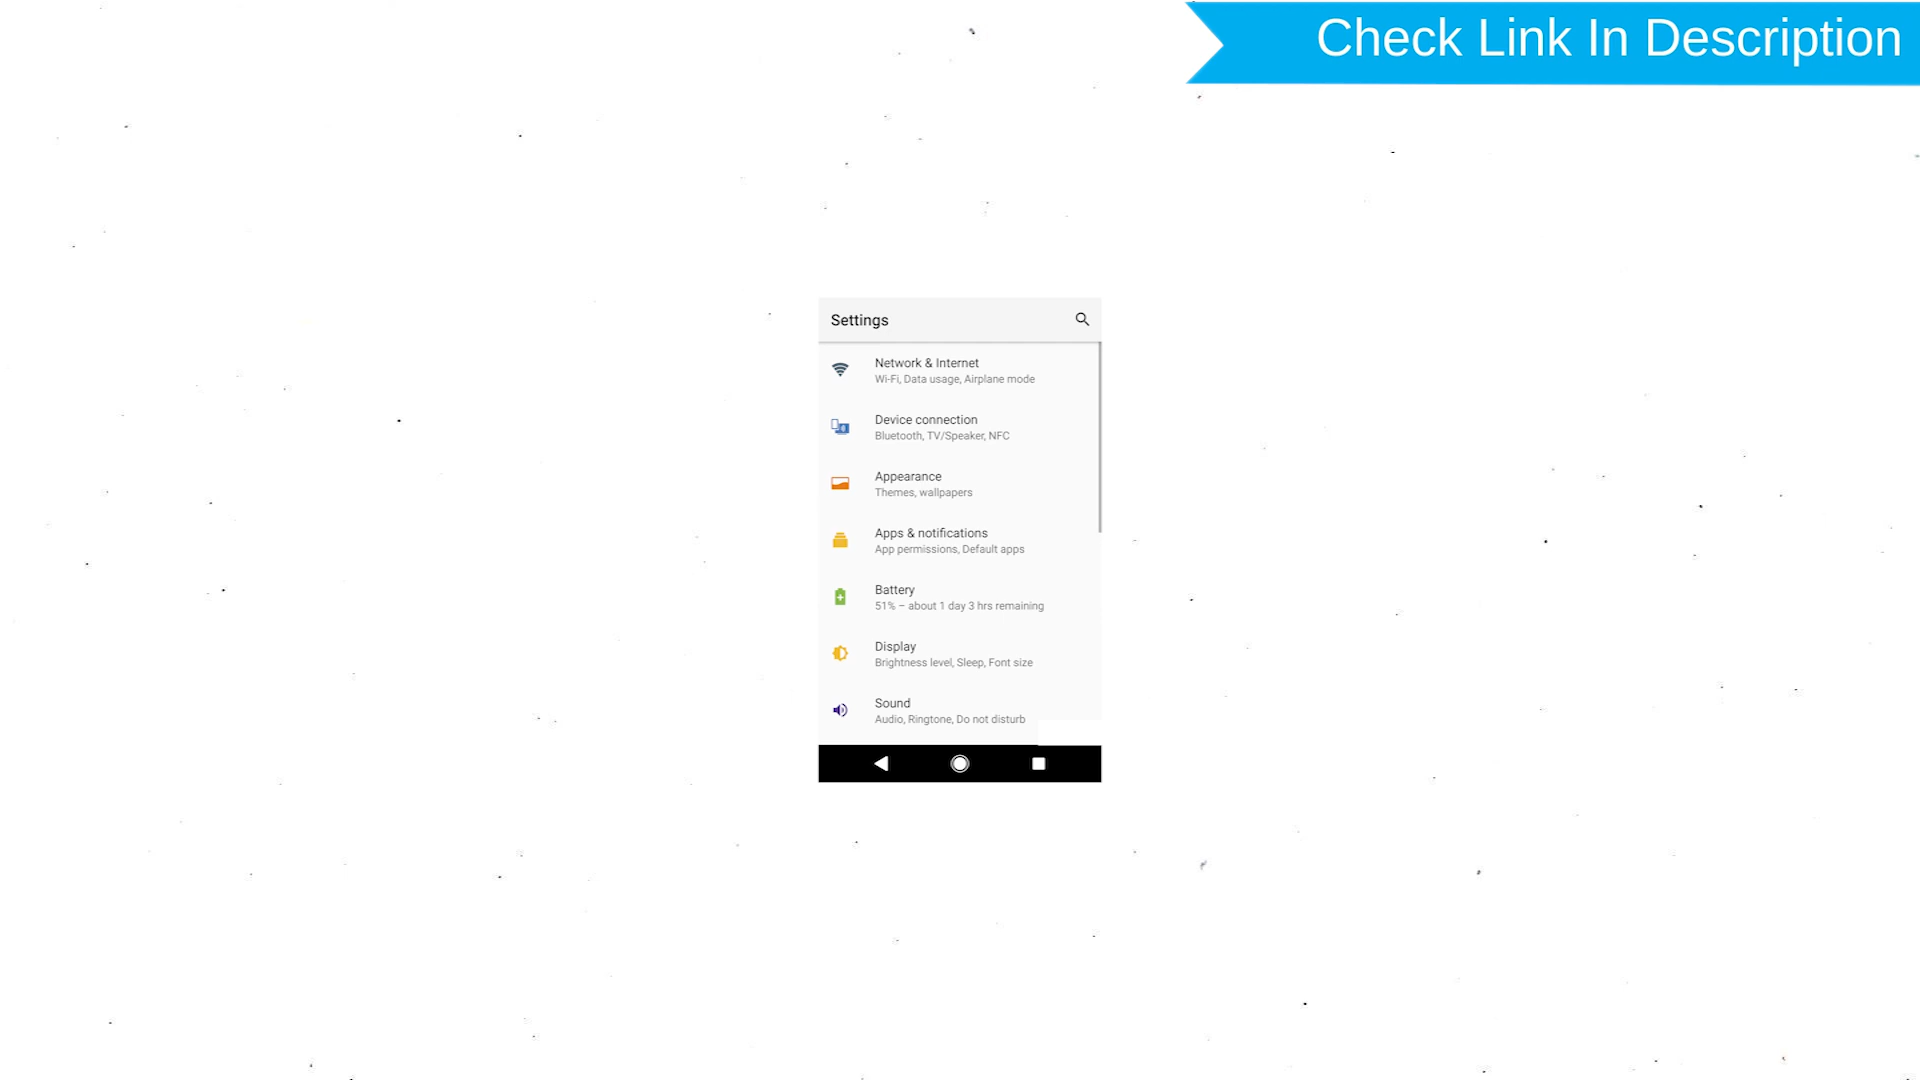 Check Link In Description
Settings
Network & Internet
Wi-Fi, Data usage, Airplane mode
Device connection
Bluetooth, TV/Speaker, NFC
Appearance
Themes, wallpapers
Apps & notifications
App permissions, Default apps
Battery
51% – about 1 day 3 hrs remaining
Display
Brightness level, Sleep, Font size
Sound
Audio, Ringtone, Do not disturb